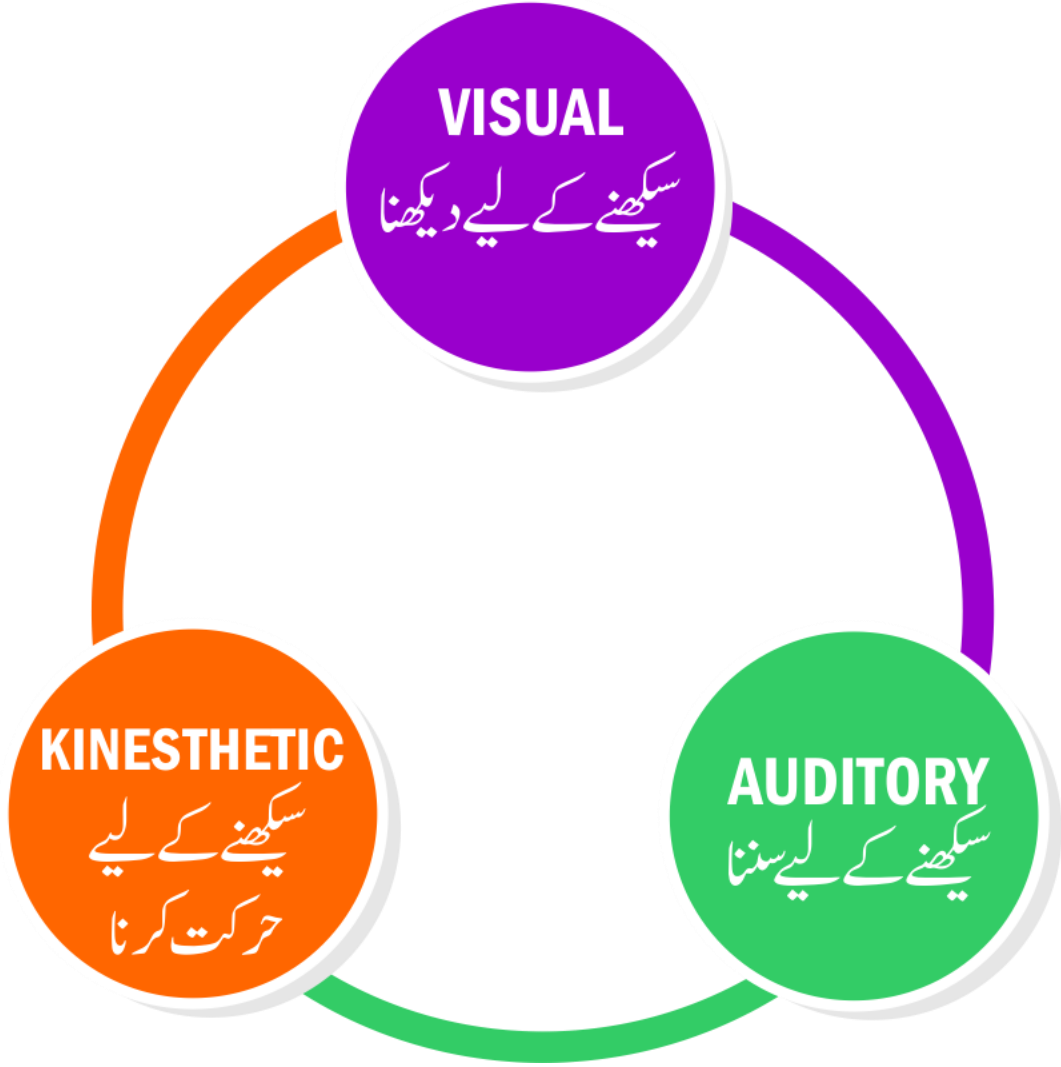 VISUAL
سیکھنے کے لیے دیکھنا
KINESTHETIC
سیکھنے کے لیے
حرکت کرنا
AUDITORY
سیکھنے کے لیے سننا